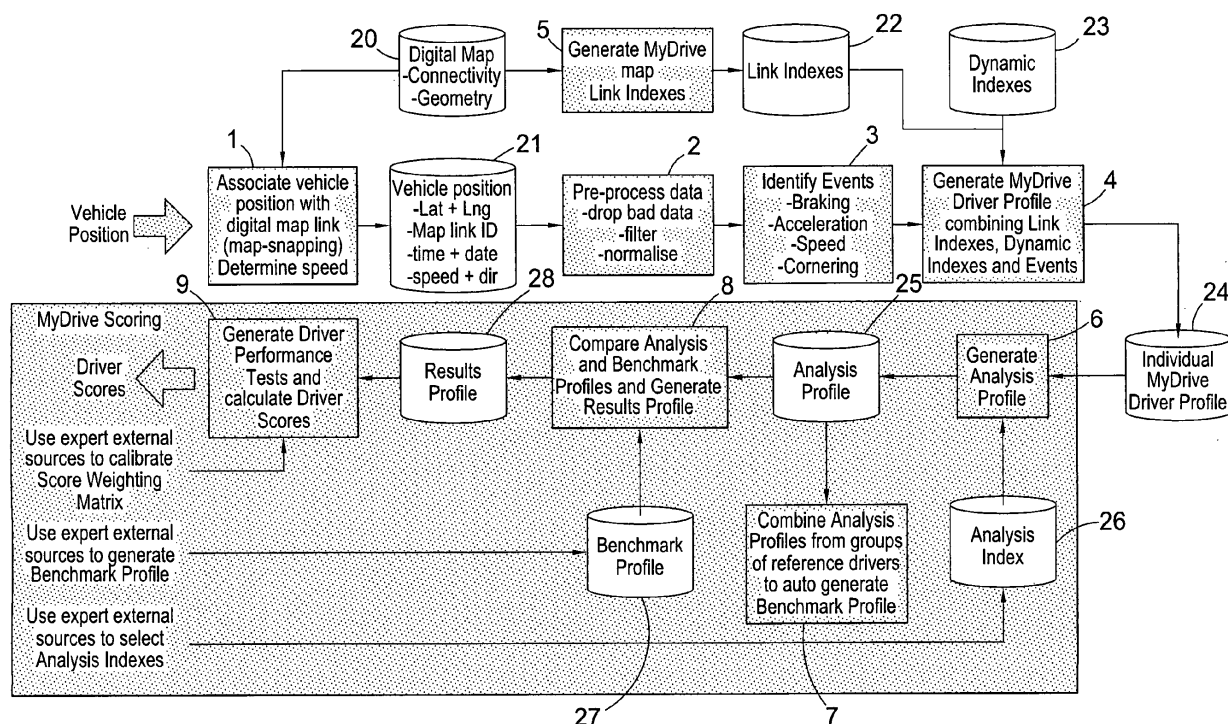 20
Digital Map
-Connectivity
-Geometry
5
Generate MyDrive
map
Link Indexes
22
Link Indexes
23
Dynamic
Indexes
Vehicle
Position
1
Associate vehicle
position with
digital map link
(map-snapping)
Determine speed
21
Vehicle position
-Lat + Lng
-Map link ID
-time + date
-speed + dir
2
Pre-process data
-drop bad data
-filter
-normalise
3
Identify Events
-Braking
-Acceleration
-Speed
-Cornering
Generate MyDrive
Driver Profile
combining Link
Indexes, Dynamic
Indexes and Events
4
MyDrive Scoring
Driver
Scores
9
Generate Driver
Performance
Tests and
calculate Driver
Scores
28
Results
Profile
8
Compare Analysis
and Benchmark
Profiles and Generate
Results Profile
25
Analysis
Profile
6
Generate
Analysis
Profile
24
Individual
MyDrive
Driver Profile
Use expert external
sources to calibrate
Score Weighting
Matrix
Use expert external
sources to generate
Benchmark Profile
Use expert external
sources to select
Analysis Indexes
Benchmark
Profile
27
Combine Analysis
Profiles from groups
of reference drivers
to auto generate
Benchmark Profile
7
Analysis
Index
26